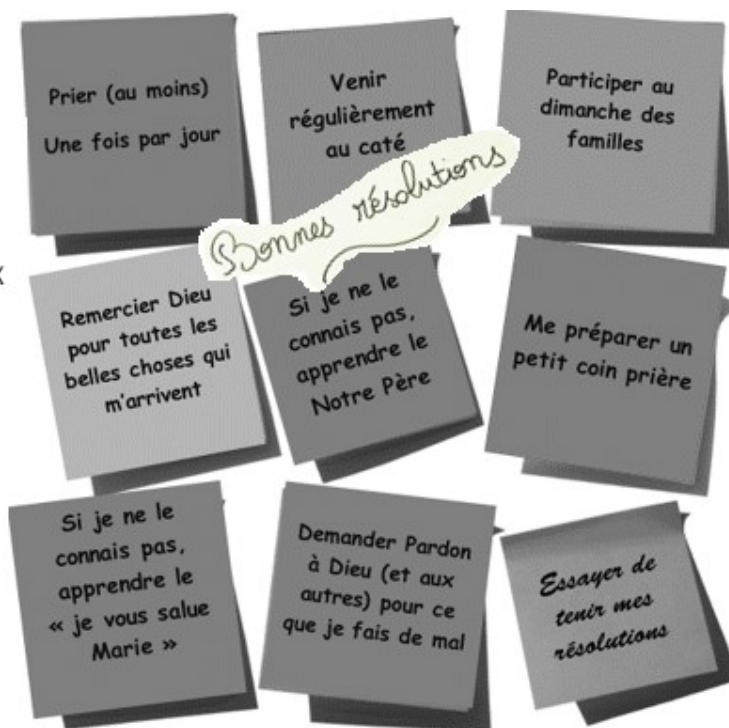 Prier (au moins)
Une fois par jour
Venir
régulièrement
au caté
Participer au
dimanche des
familles
Bonnes résolutions
Remercier Dieu
pour toutes les
belles choses qui
m'arrivent
Si je ne le
connais pas,
apprendre le
Notre Père
Me préparer un
petit coin prière
Si je ne le
connais pas,
apprendre le
« je vous salue
Marie »
Demander Pardon
à Dieu (et aux
autres) pour ce
que je fais de mal
Essayer de
tenir mes
résolutions